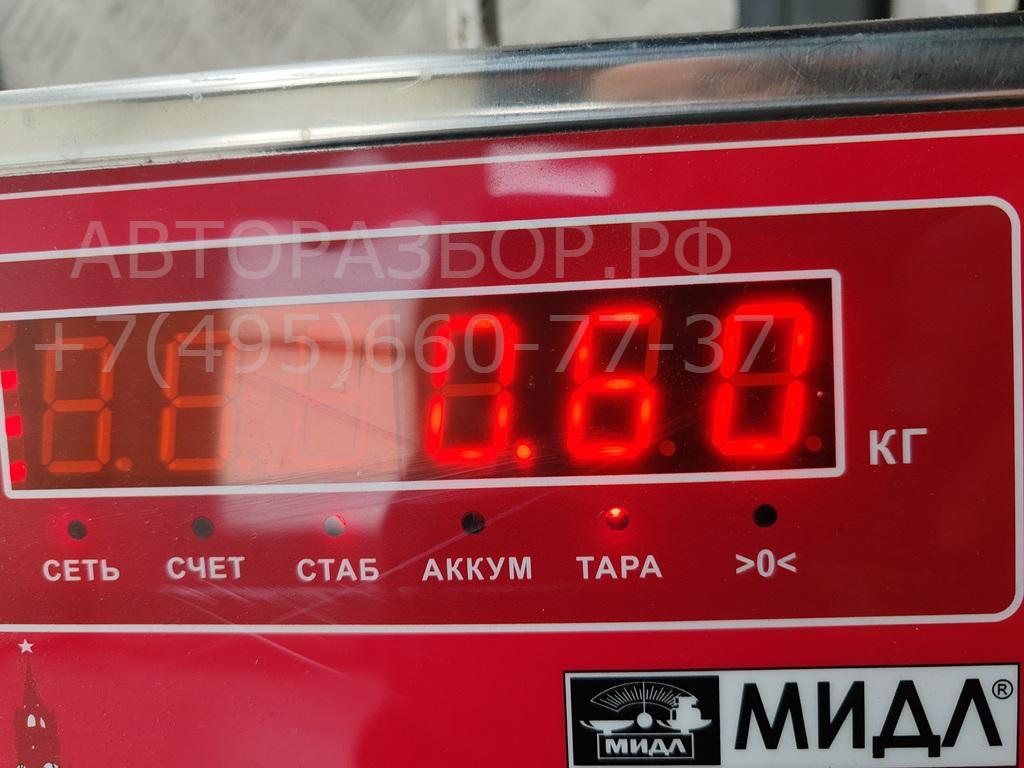 АВТОРАЗБОР.РФ
+7(495)660-77-37
0.60
КГ
СЕТЬ СЧЕТ СТАБ АККУМ ТАРА >0<
МИДЛ МИДЛ®